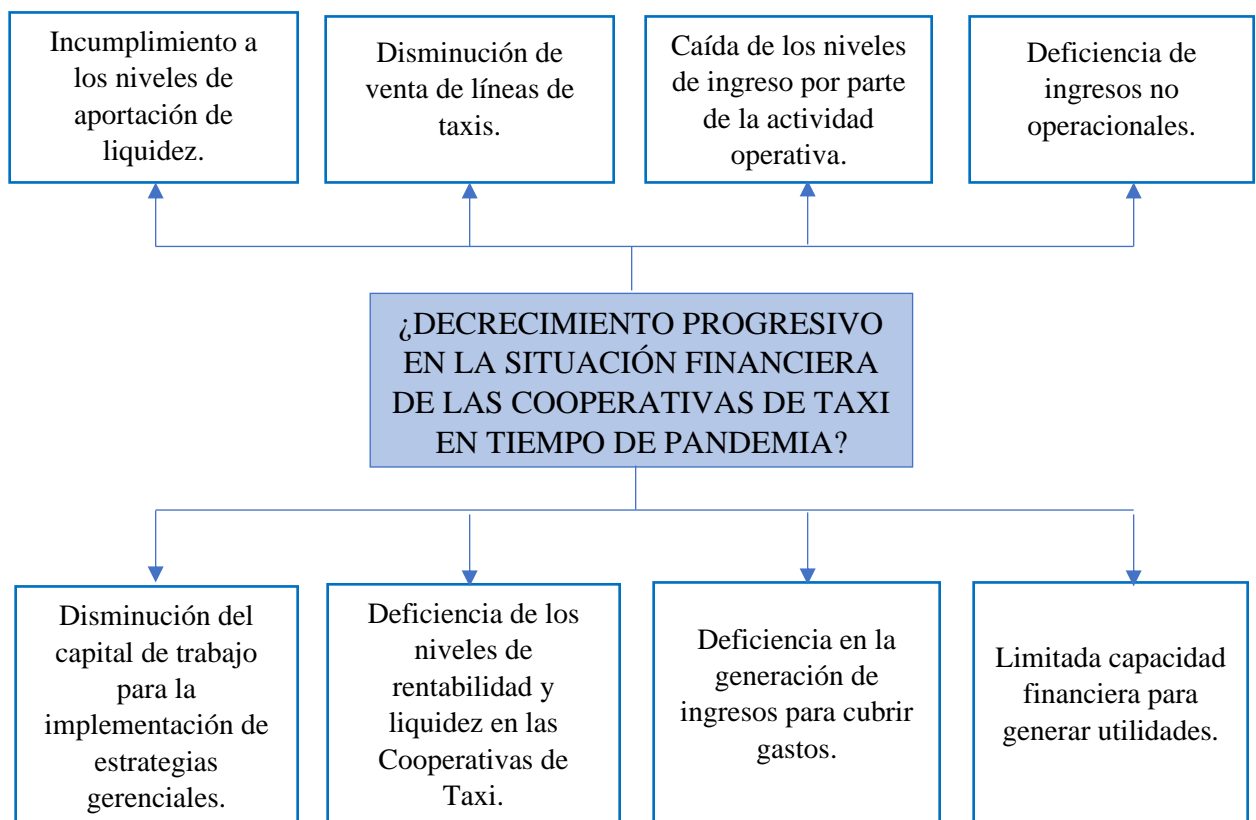 Incumplimiento a
los niveles de
aportación de
liquidez.
Disminución de
venta de líneas de
taxis.
Caída de los niveles
de ingreso por parte
de la actividad
operativa.
Deficiencia de
ingresos no
operacionales.
¿DECRECIMIENTO PROGRESIVO
EN LA SITUACIÓN FINANCIERA
DE LAS COOPERATIVAS DE TAXI
EN TIEMPO DE PANDEMIA?
Disminución del
capital de trabajo
para la
implementación de
estrategias
gerenciales.
Deficiencia de los
niveles de
rentabilidad y
liquidez en las
Cooperativas de
Taxi.
Deficiencia en la
generación de
ingresos para cubrir
gastos.
Limitada capacidad
financiera para
generar utilidades.